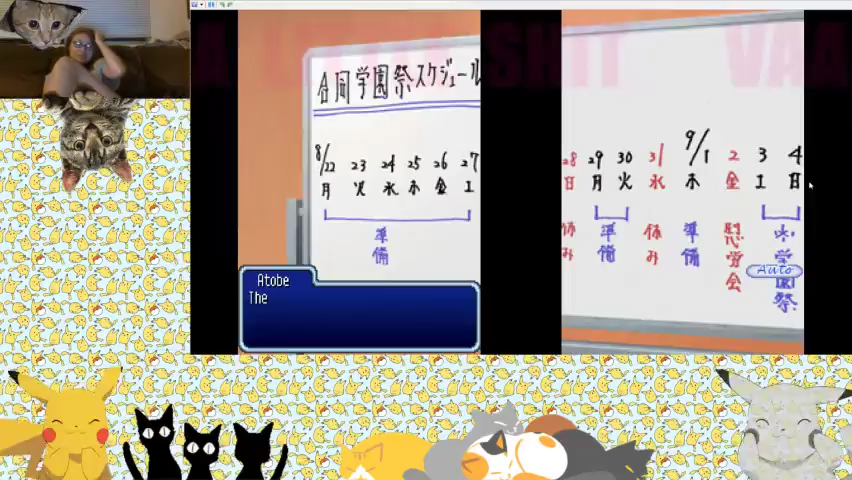 SHIT VAA
合同学園祭スケジュール
8/22 23 24 25 26 27
月 火 水 木 金 土
準備
28 29 30 31 9/1 2 3 4
日 月 火 水 木 金 土 日
休み 準備 休み 準備 慰労会 学園祭
Auto
Atobe
The